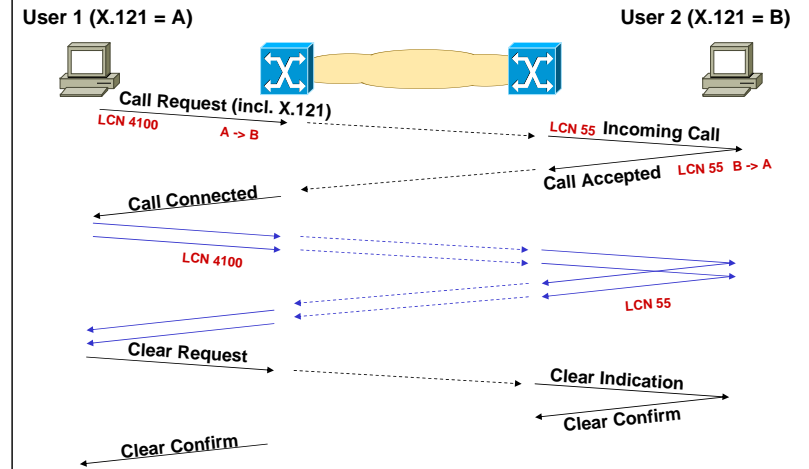 User 1 (X.121 = A)
User 2 (X.121 = B)
Call Request (incl. X.121)
LCN 4100
A -> B
LCN 55
Incoming Call
Call Accepted
LCN 55 B -> A
Call Connected
LCN 4100
LCN 55
Clear Request
Clear Indication
Clear Confirm
Clear Confirm